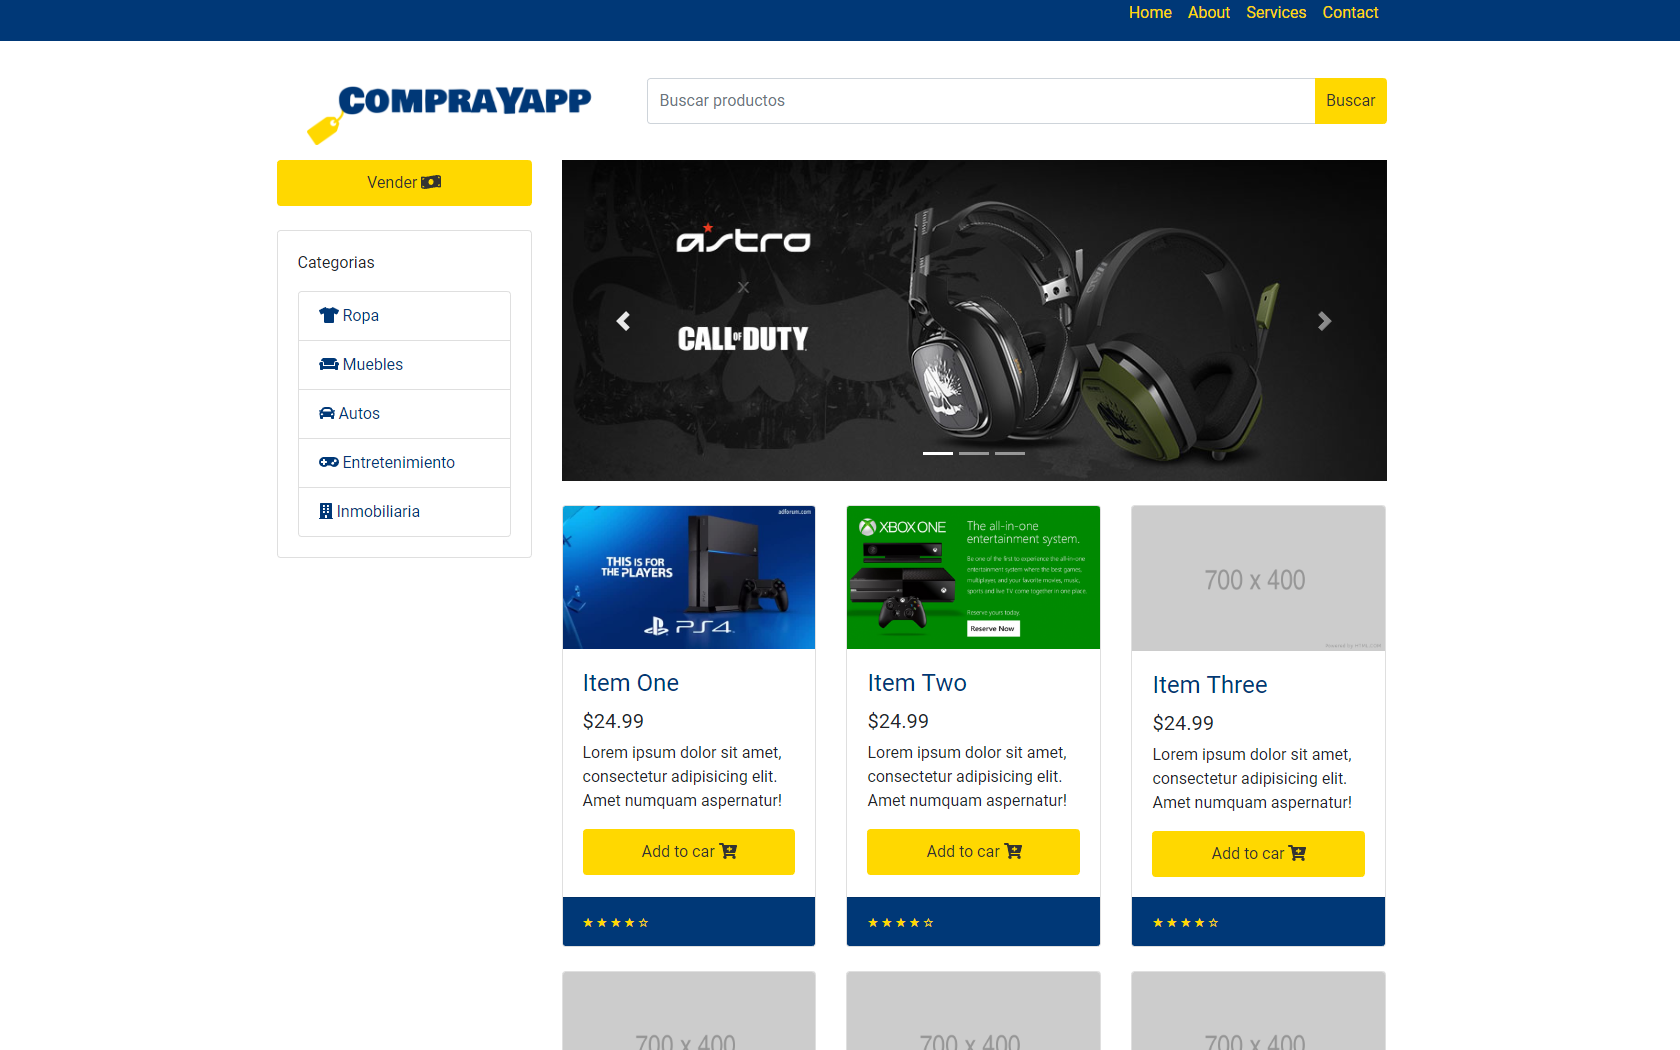 Home About Services Contact
COMPRAYAPP
Buscar productos
Buscar
Vender
Categorias
Ropa
Muebles
Autos
Entretenimiento
Inmobiliaria
astro
x
CALL OF DUTY
adforum.com
THIS IS FOR
THE PLAYERS
PS4
Item One
$24.99
Lorem ipsum dolor sit amet,
consectetur adipisicing elit.
Amet numquam aspernatur!
Add to car
★ ★ ★ ★ ☆
XBOX ONE
The all-in-one
entertainment system.
Be one of the first to experience the all-in-one
entertainment system where the best games,
multiplayer, and your favorite movies, music,
sports and live TV come together in one place.
Reserve yours today.
Reserve Now
Item Two
$24.99
Lorem ipsum dolor sit amet,
consectetur adipisicing elit.
Amet numquam aspernatur!
Add to car
★ ★ ★ ★ ☆
700 x 400
Powered by HTML.COM
Item Three
$24.99
Lorem ipsum dolor sit amet,
consectetur adipisicing elit.
Amet numquam aspernatur!
Add to car
★ ★ ★ ★ ☆
700 x 400
700 x 400
700 x 400